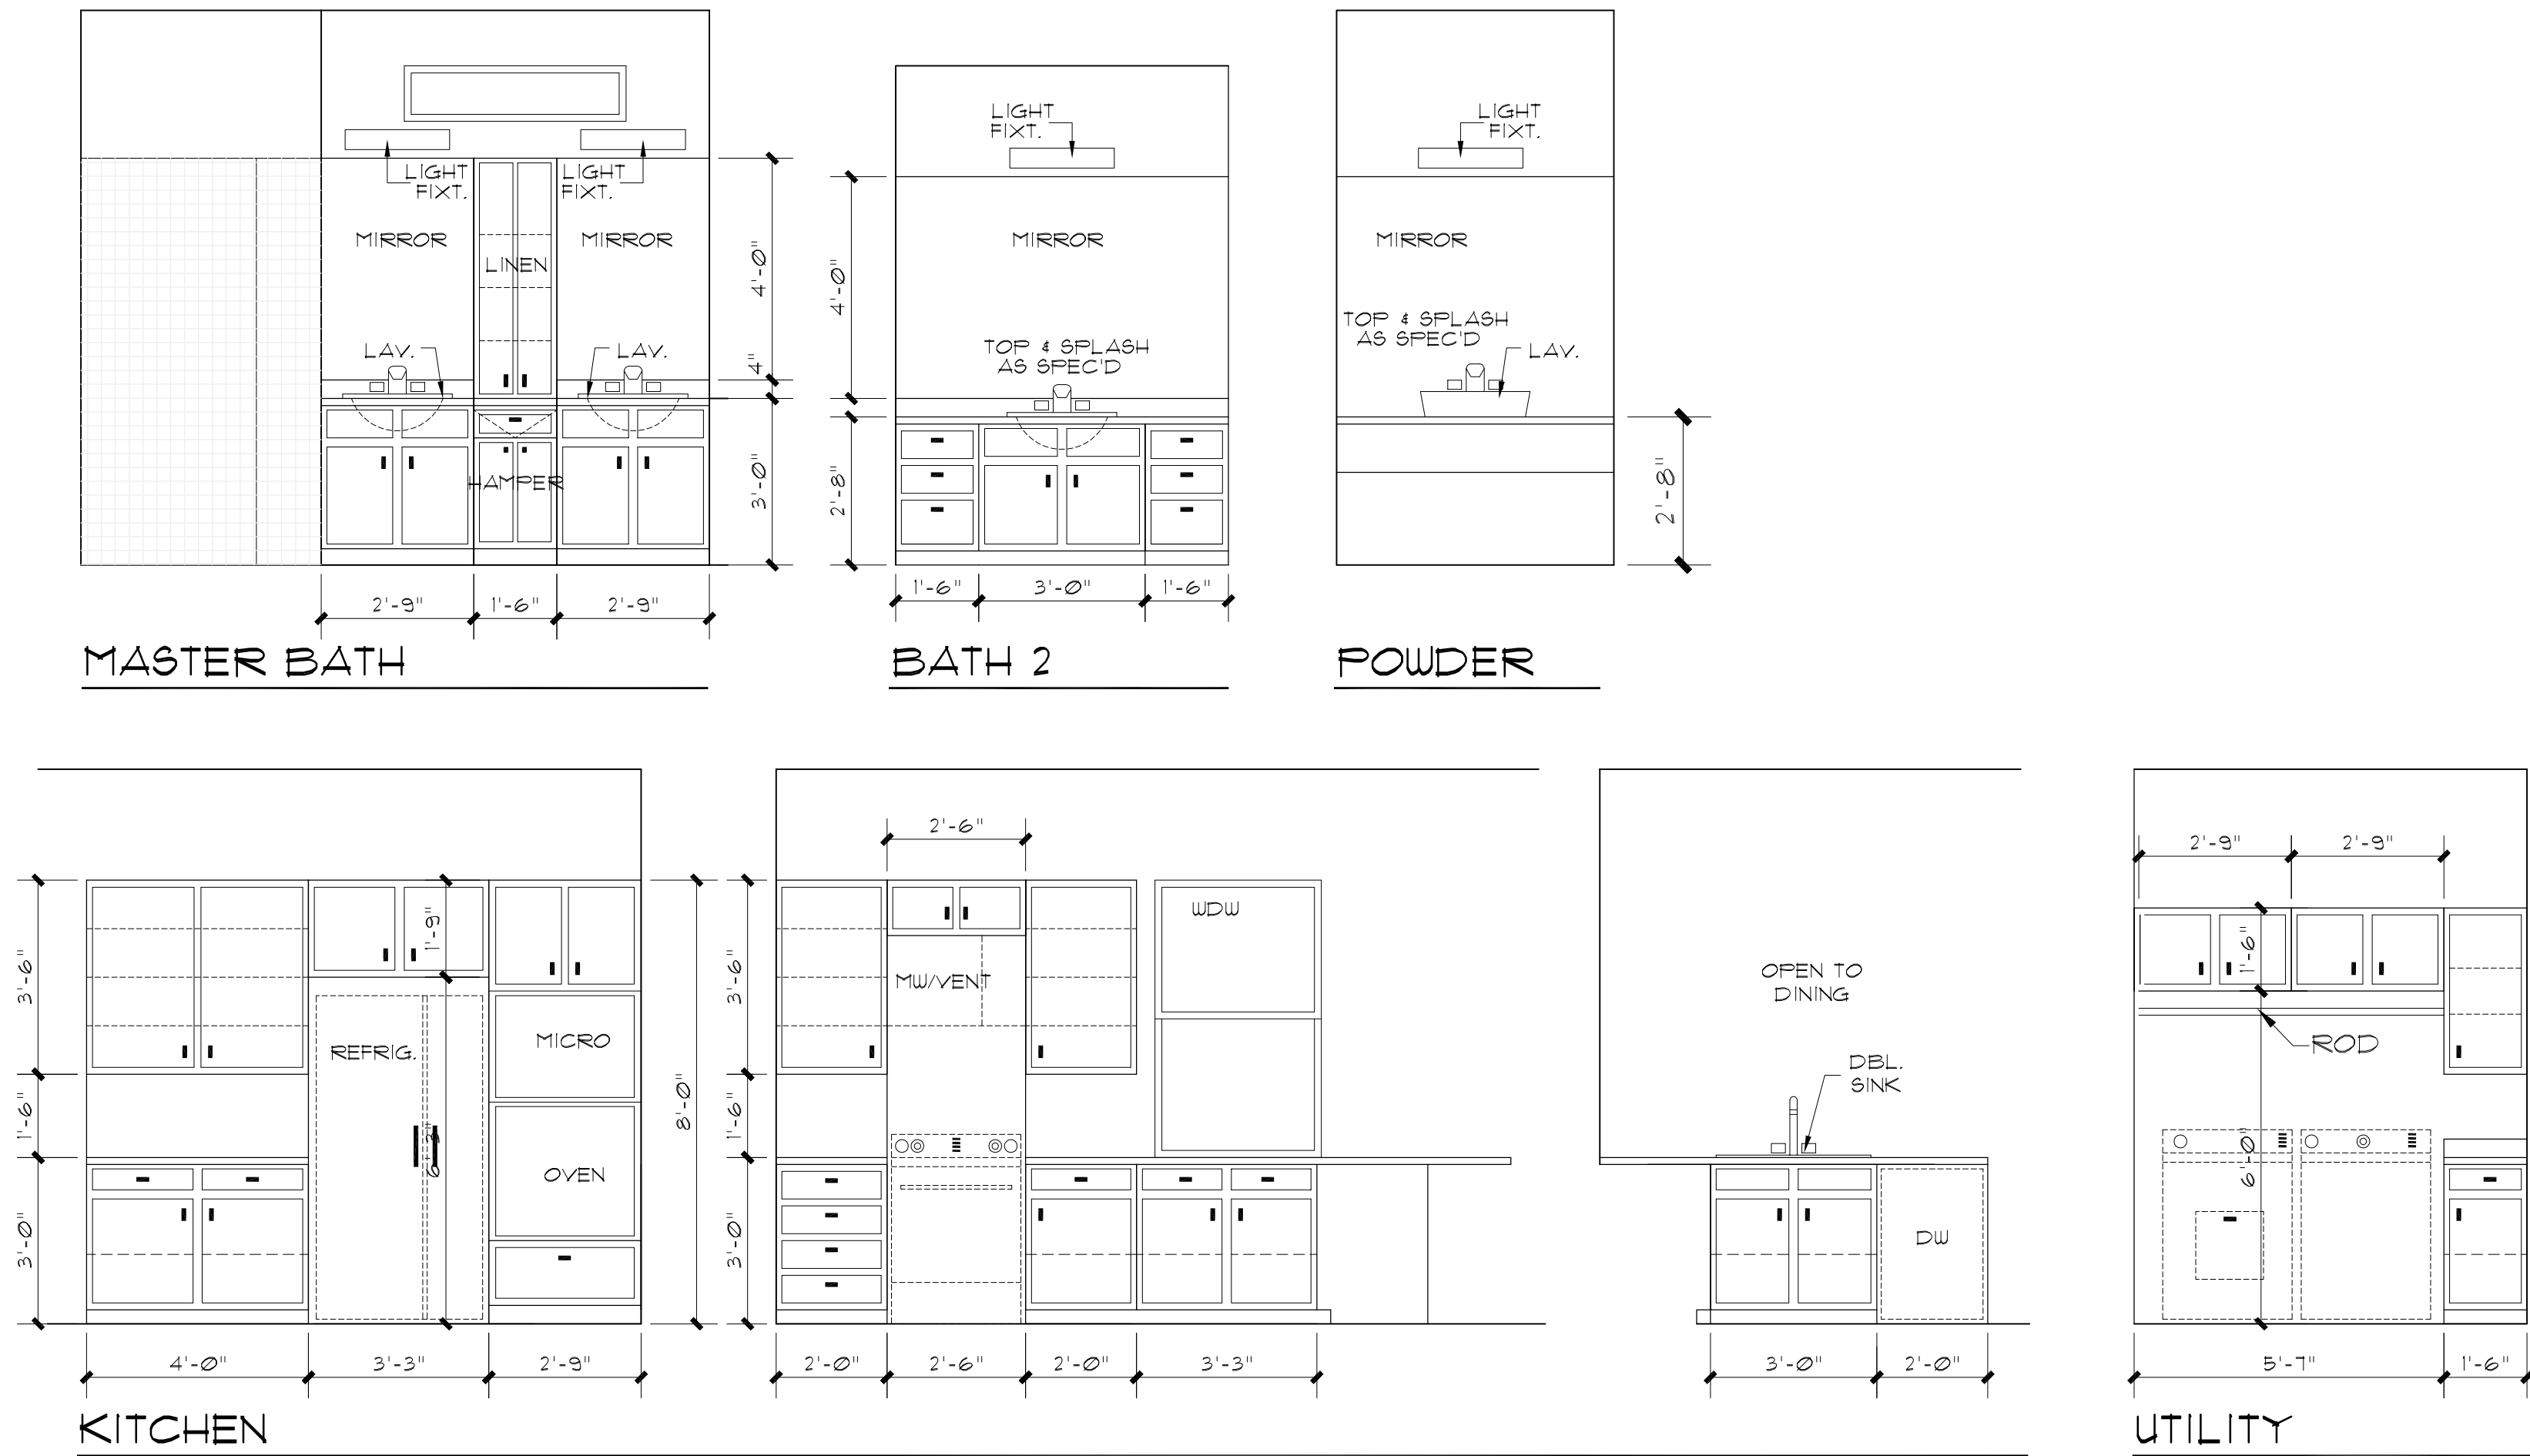 LIGHT
FIXT.
LIGHT
FIXT.
MIRROR
MIRROR
LINEN
LAV.
LAV.
HAMPER
4'-0"
4"
3'-0"
2'-9"
1'-6"
2'-9"
MASTER BATH
LIGHT
FIXT.
MIRROR
TOP & SPLASH
AS SPEC'D
4'-0"
2'-8"
1'-6"
3'-0"
1'-6"
BATH 2
LIGHT
FIXT.
MIRROR
TOP & SPLASH
AS SPEC'D
LAV.
2'-8"
POWDER
3'-6"
1'-6"
3'-0"
1'-9"
REFRIG.
6'-3"
MICRO
OVEN
8'-0"
4'-0"
3'-3"
2'-9"
2'-6"
WDW
MW/VENT
3'-6"
1'-6"
3'-0"
2'-0"
2'-6"
2'-0"
3'-3"
OPEN TO
DINING
DBL.
SINK
DW
3'-0"
2'-0"
KITCHEN
2'-9"
2'-9"
1'-6"
ROD
6'-0"
5'-7"
1'-6"
UTILITY